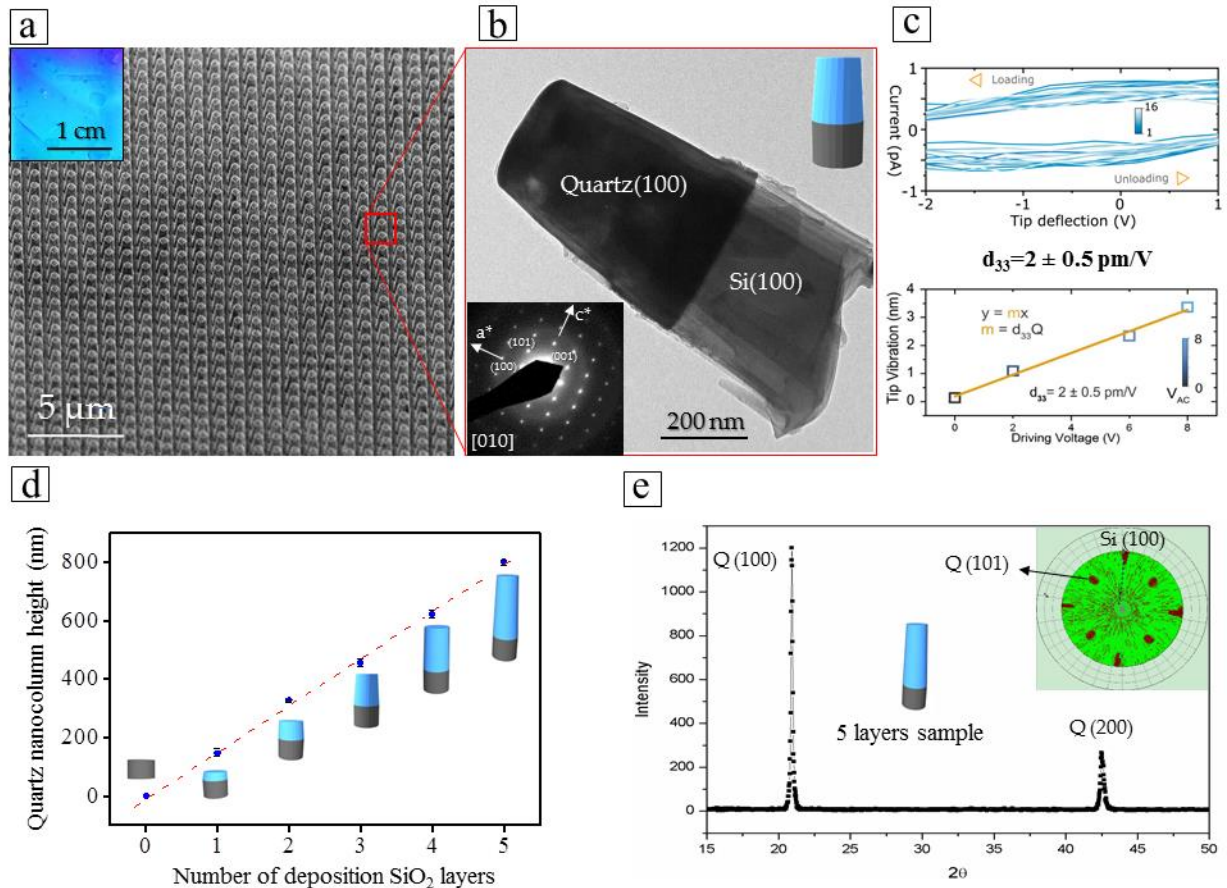 a
1 cm
5 μm
b
Quartz(100)
Si(100)
a*
c*
(101)
(100)
(001)
[010]
200 nm
c
Current (pA)
1
0
-1
Loading
16
1
Unloading
-2
-1
0
1
Tip deflection (V)
d33=2 ± 0.5 pm/V
Tip Vibration (um)
4
3
2
1
0
y = mx
m = d33Q
d33 = 2 ± 0.5 pm/V
8
0
VAC
0
2
4
6
8
Driving Voltage (V)
d
Quartz nanocolumn height (nm)
800
600
400
200
0
0
1
2
3
4
5
Number of deposition SiO2 layers
e
Intensity
1200
1000
800
600
400
200
0
Q (100)
5 layers sample
Si (100)
Q (101)
Q (200)
15
20
25
30
35
40
45
50
2θ